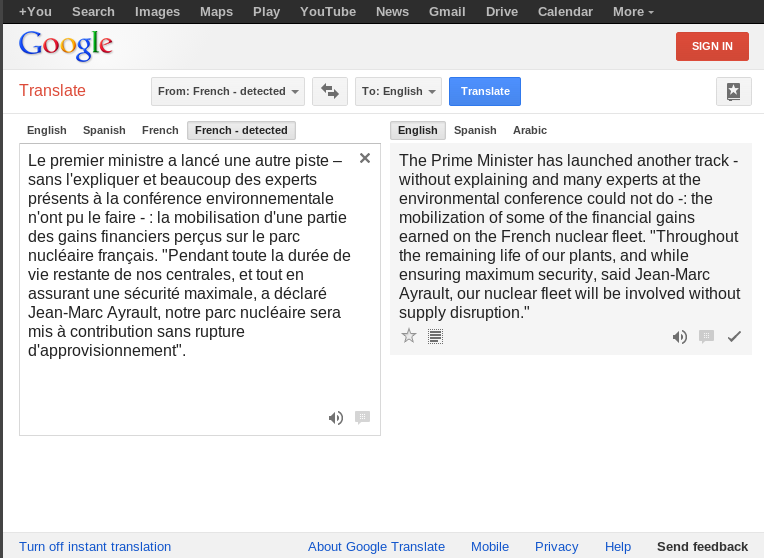 +You Search Images Maps Play YouTube News Gmail Drive Calendar More
Google
SIGN IN
Translate
From: French - detected
To: English
Translate
English Spanish French French - detected
English Spanish Arabic
Le premier ministre a lancé une autre piste –
sans l'expliquer et beaucoup des experts
présents à la conférence environnementale
n'ont pu le faire - : la mobilisation d'une partie
des gains financiers perçus sur le parc
nucléaire français. "Pendant toute la durée de
vie restante de nos centrales, et tout en
assurant une sécurité maximale, a déclaré
Jean-Marc Ayrault, notre parc nucléaire sera
mis à contribution sans rupture
d'approvisionnement".
The Prime Minister has launched another track -
without explaining and many experts at the
environmental conference could not do -: the
mobilization of some of the financial gains
earned on the French nuclear fleet. "Throughout
the remaining life of our plants, and while
ensuring maximum security, said Jean-Marc
Ayrault, our nuclear fleet will be involved without
supply disruption."
Turn off instant translation
About Google Translate Mobile Privacy Help Send feedback